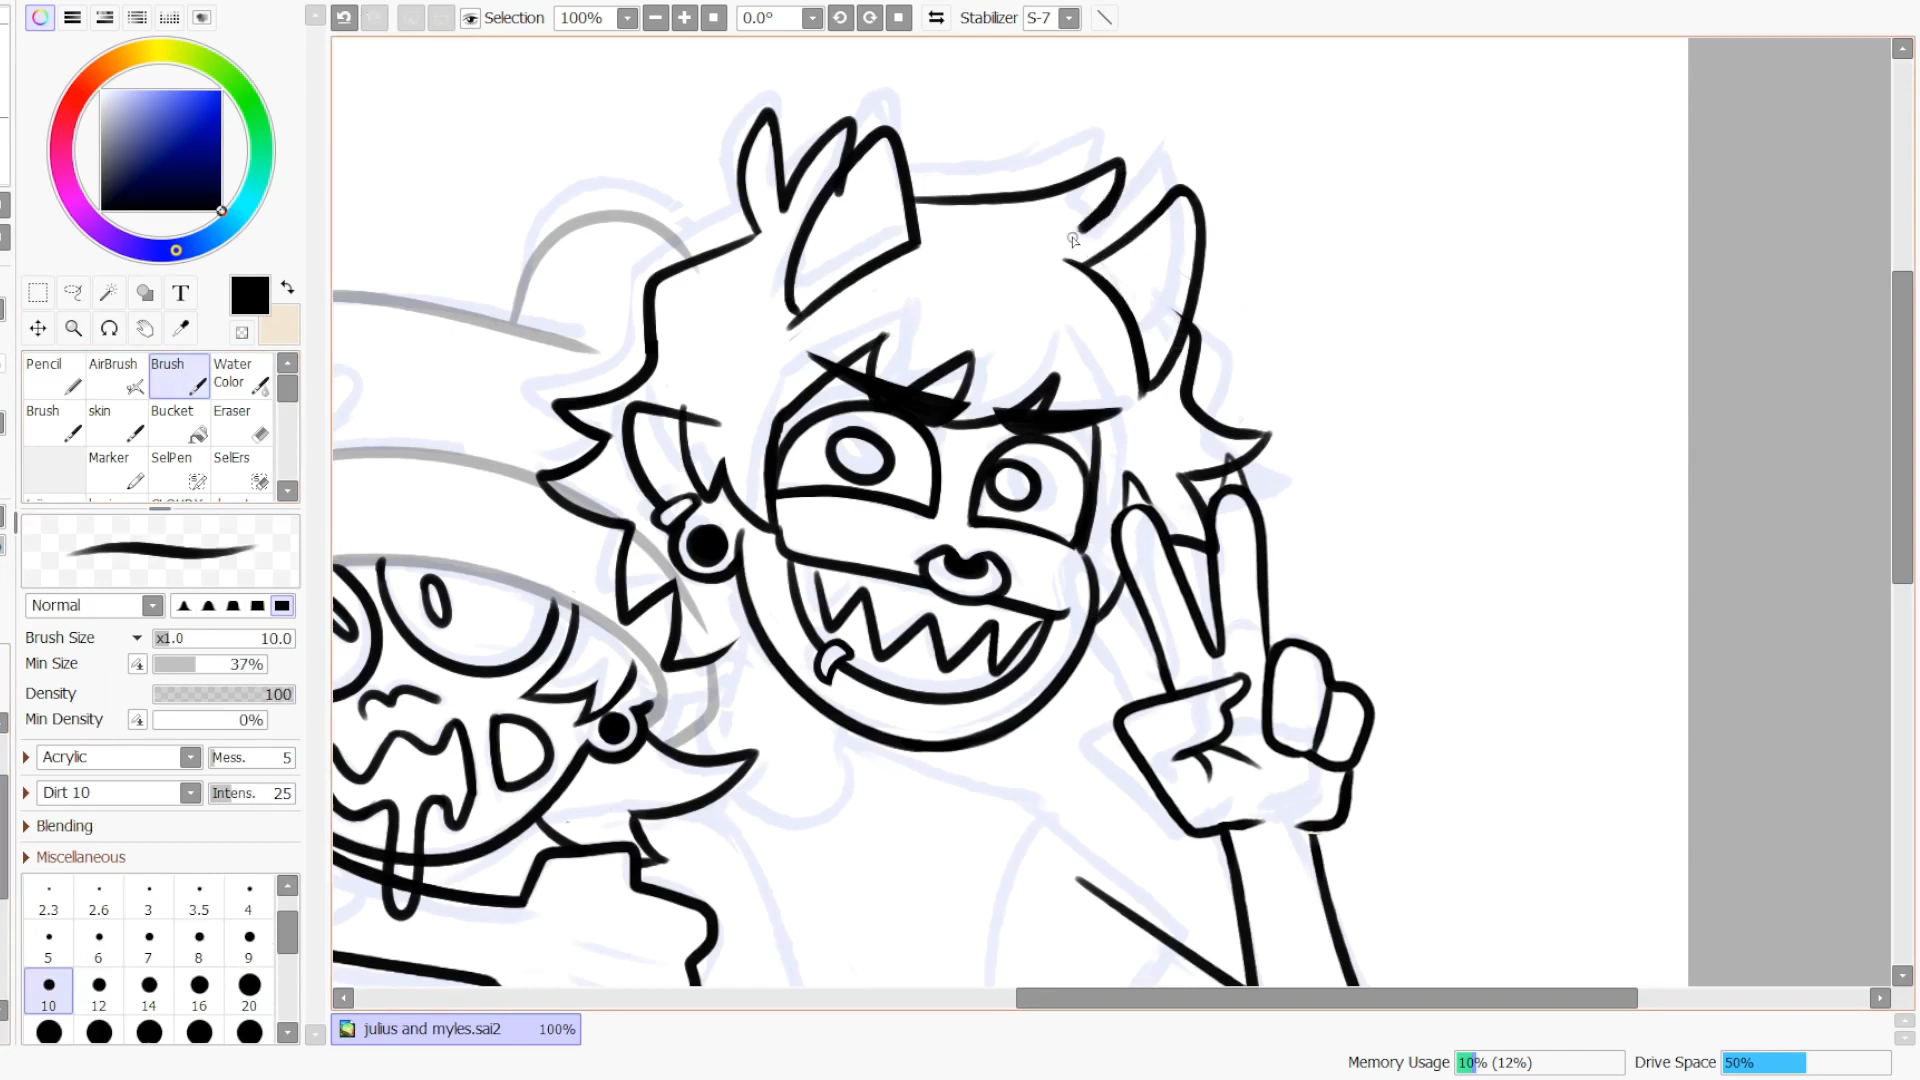 Selection 100% 0.0° Stabilizer S-7
T
Pencil AirBrush Brush Water Color
Brush skin Bucket Eraser
Marker SelPen SelErs
Normal
Brush Size x1.0 10.0
Min Size 37%
Density 100
Min Density 0%
Acrylic Mess. 5
Dirt 10 Intens. 25
Blending
Miscellaneous
2.3 2.6 3 3.5 4
5 6 7 8 9
10 12 14 16 20
julius and myles.sai2 100%
Memory Usage 10% (12%) Drive Space 50%